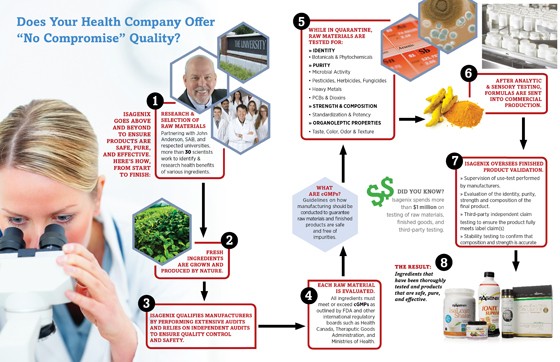 Does Your Health Company Offer
“No Compromise” Quality?
ISAGENIX
GOES ABOVE
AND BEYOND
TO ENSURE
PRODUCTS ARE
SAFE, PURE,
AND EFFECTIVE.
HERE'S HOW,
FROM START
TO FINISH:
THE UNIVERSITY
1
RESEARCH &
SELECTION OF
RAW MATERIALS
Partnering with John
Anderson, SAB, and
respected universities,
more than 30 scientists
work to identify &
research health benefits
of various ingredients.
2
FRESH
INGREDIENTS
ARE GROWN AND
PRODUCED BY NATURE.
3
ISAGENIX QUALIFIES MANUFACTURERS
BY PERFORMING EXTENSIVE AUDITS
AND RELIES ON INDEPENDENT AUDITS
TO ENSURE QUALITY CONTROL
AND SAFETY.
4
EACH RAW MATERIAL
IS EVALUATED.
All ingredients must
meet or exceed cGMPs as
outlined by FDA and other
international regulatory
boards such as Health
Canada, Therapeutic Goods
Administration, and
Ministries of Health.
WHAT
ARE cGMPs?
Guidelines on how
manufacturing should be
conducted to guarantee
raw materials and finished
products are safe
and free of
impurities.
5
WHILE IN QUARANTINE,
RAW MATERIALS ARE
TESTED FOR:
» IDENTITY
• Botanicals & Phytochemicals
» PURITY
• Microbial Activity
• Pesticides, Herbicides, Fungicides
• Heavy Metals
• PCBs & Dioxins
» STRENGTH & COMPOSITION
• Standardization & Potency
» ORGANOLEPTIC PROPERTIES
• Taste, Color, Odor & Texture
Sb
6
AFTER ANALYTIC
& SENSORY TESTING,
FORMULAS ARE SENT
INTO COMMERCIAL
PRODUCTION.
$$
DID YOU KNOW?
Isagenix spends more
than $1 million on
testing of raw materials,
finished goods, and
third-party testing.
7
ISAGENIX OVERSEES FINISHED
PRODUCT VALIDATION.
» Supervision of use-test performed
by manufacturers.
» Evaluation of the identity, purity,
strength and composition of the
final product.
» Third-party independent claim
testing to ensure the product fully
meets label claim(s)
» Stability testing to confirm that
composition and strength is accurate
8
THE RESULT:
Ingredients that
have been thoroughly
tested and products
that are safe, pure,
and effective.
ISALEAN
JOINT